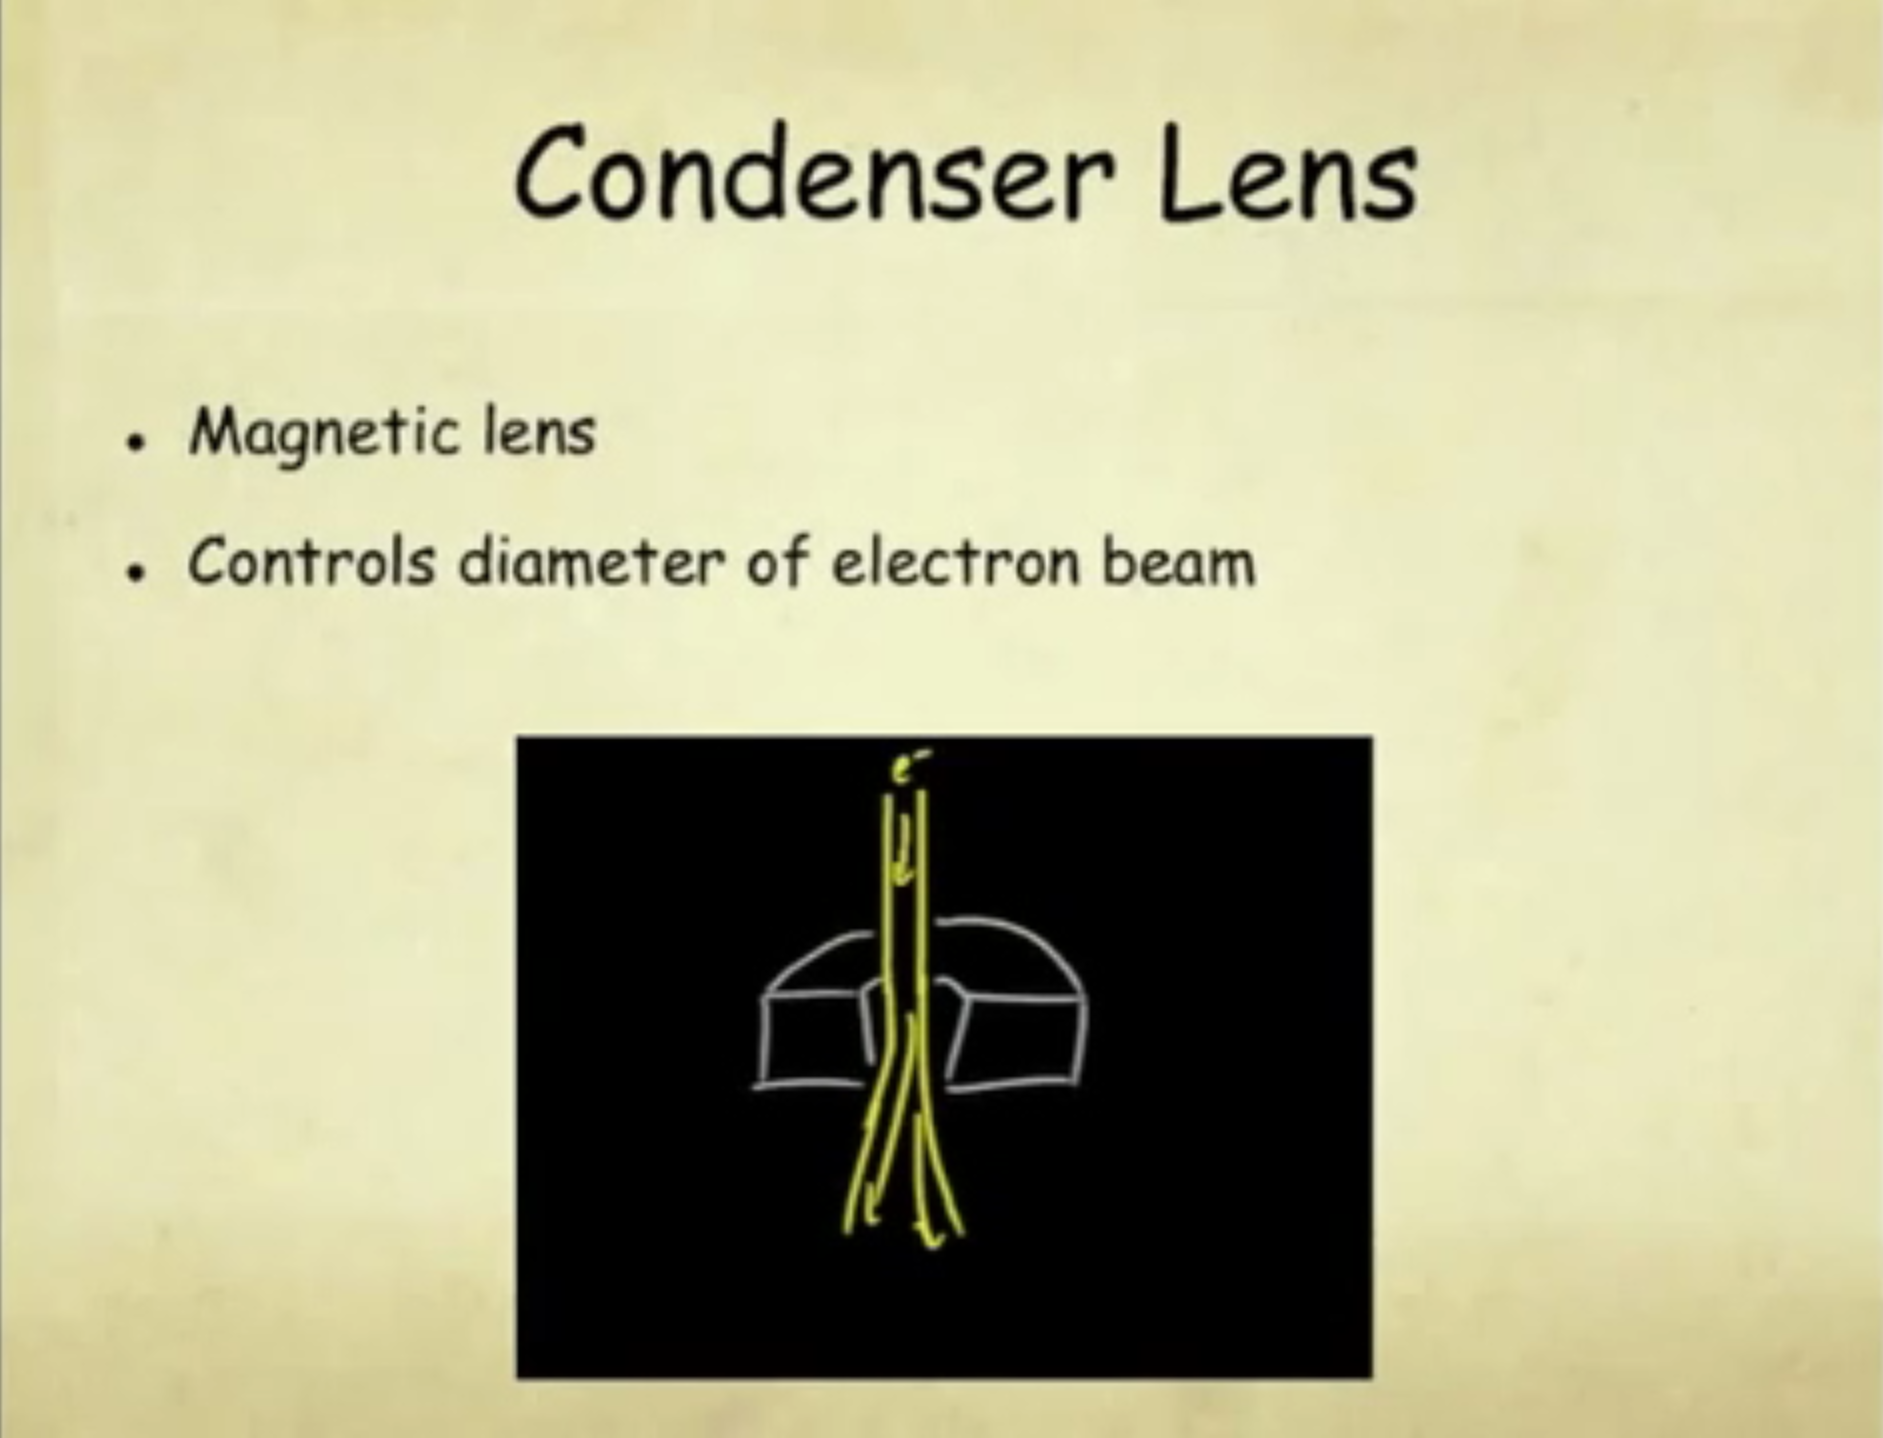 Condenser Lens
• Magnetic lens
• Controls diameter of electron beam
e⁻